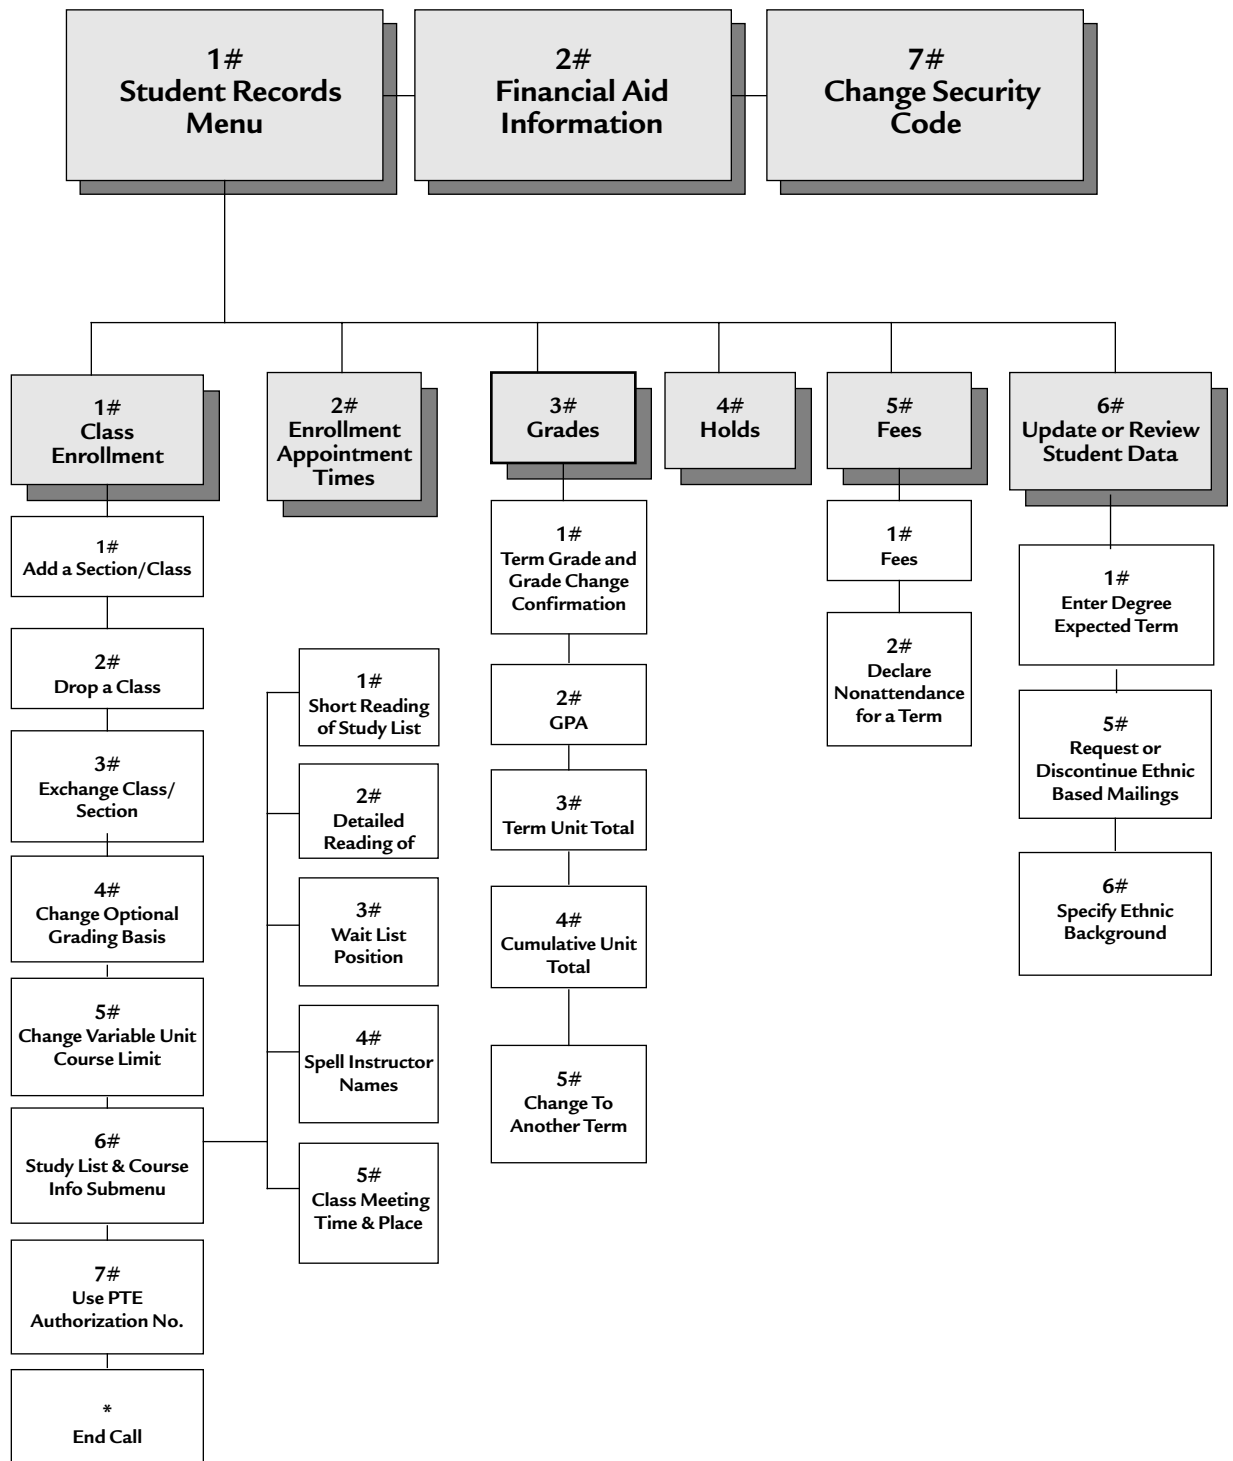 1#
Student Records
Menu
2#
Financial Aid
Information
7#
Change Security
Code
1#
Class
Enrollment
2#
Enrollment
Appointment
Times
3#
Grades
4#
Holds
5#
Fees
6#
Update or Review
Student Data
1#
Add a Section/Class
2#
Drop a Class
3#
Exchange Class/
Section
4#
Change Optional
Grading Basis
5#
Change Variable Unit
Course Limit
6#
Study List & Course
Info Submenu
7#
Use PTE
Authorization No.
*
End Call
1#
Short Reading
of Study List
2#
Detailed
Reading of
3#
Wait List
Position
4#
Spell Instructor
Names
5#
Class Meeting
Time & Place
1#
Term Grade and
Grade Change
Confirmation
2#
GPA
3#
Term Unit Total
4#
Cumulative Unit
Total
5#
Change To
Another Term
1#
Fees
2#
Declare
Nonattendance
for a Term
1#
Enter Degree
Expected Term
5#
Request or
Discontinue Ethnic
Based Mailings
6#
Specify Ethnic
Background